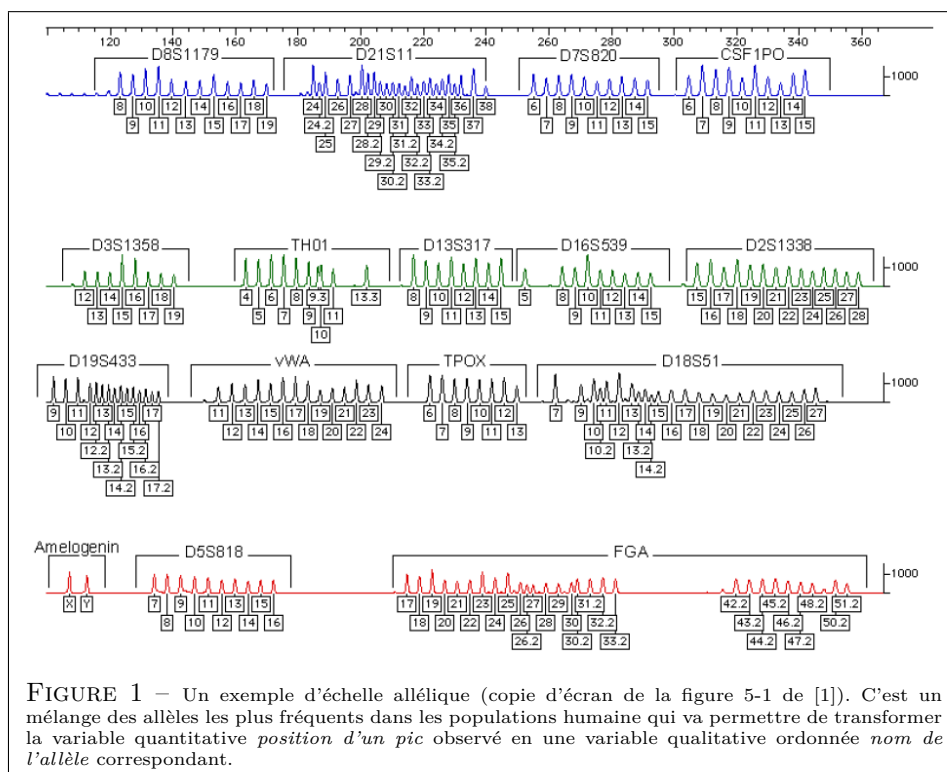 120 160 200 240 280 320 360
D8S1179 D21S11 D7S820 CSF1PO
1000
8 10 12 14 16 18 24 26 28 30 32 34 36 38 6 8 10 12 14 6 8 10 12 14
9 11 13 15 17 19 24.2 27 29 31 33 35 37 7 9 11 13 15 7 9 11 13 15
25 28.2 31.2 34.2
29.2 32.2 35.2
30.2 33.2
D3S1358 TH01 D13S317 D16S539 D2S1338
1000
12 14 16 18 4 6 8 9.3 13.3 8 10 12 14 5 8 10 12 14 15 17 19 21 23 25 27
13 15 17 19 5 7 9 11 9 11 13 15 9 11 13 15 16 18 20 22 24 26 28
10
D19S433 vWA TPOX D18S51
1000
9 11 13 15 17 11 13 15 17 19 21 23 6 8 10 12 7 9 11 13 15 17 19 21 23 25 27
10 12 14 16 12 14 16 18 20 22 24 7 9 11 13 10 12 14 16 18 20 22 24 26
12.2 15.2 10.2 13.2
13.2 16.2 14.2
14.2 17.2
Amelogenin D5S818 FGA
1000
X Y 7 9 11 13 15 17 19 21 23 25 27 29 31.2 42.2 45.2 48.2 51.2
8 10 12 14 16 18 20 22 24 26 28 30 32.2 43.2 46.2 50.2
26.2 30.2 33.2 44.2 47.2
FIGURE 1 – Un exemple d'échelle allélique (copie d'écran de la figure 5-1 de [1]). C'est un
mélange des allèles les plus fréquents dans les populations humaine qui va permettre de transformer
la variable quantitative position d'un pic observé en une variable qualitative ordonnée nom de
l'allèle correspondant.